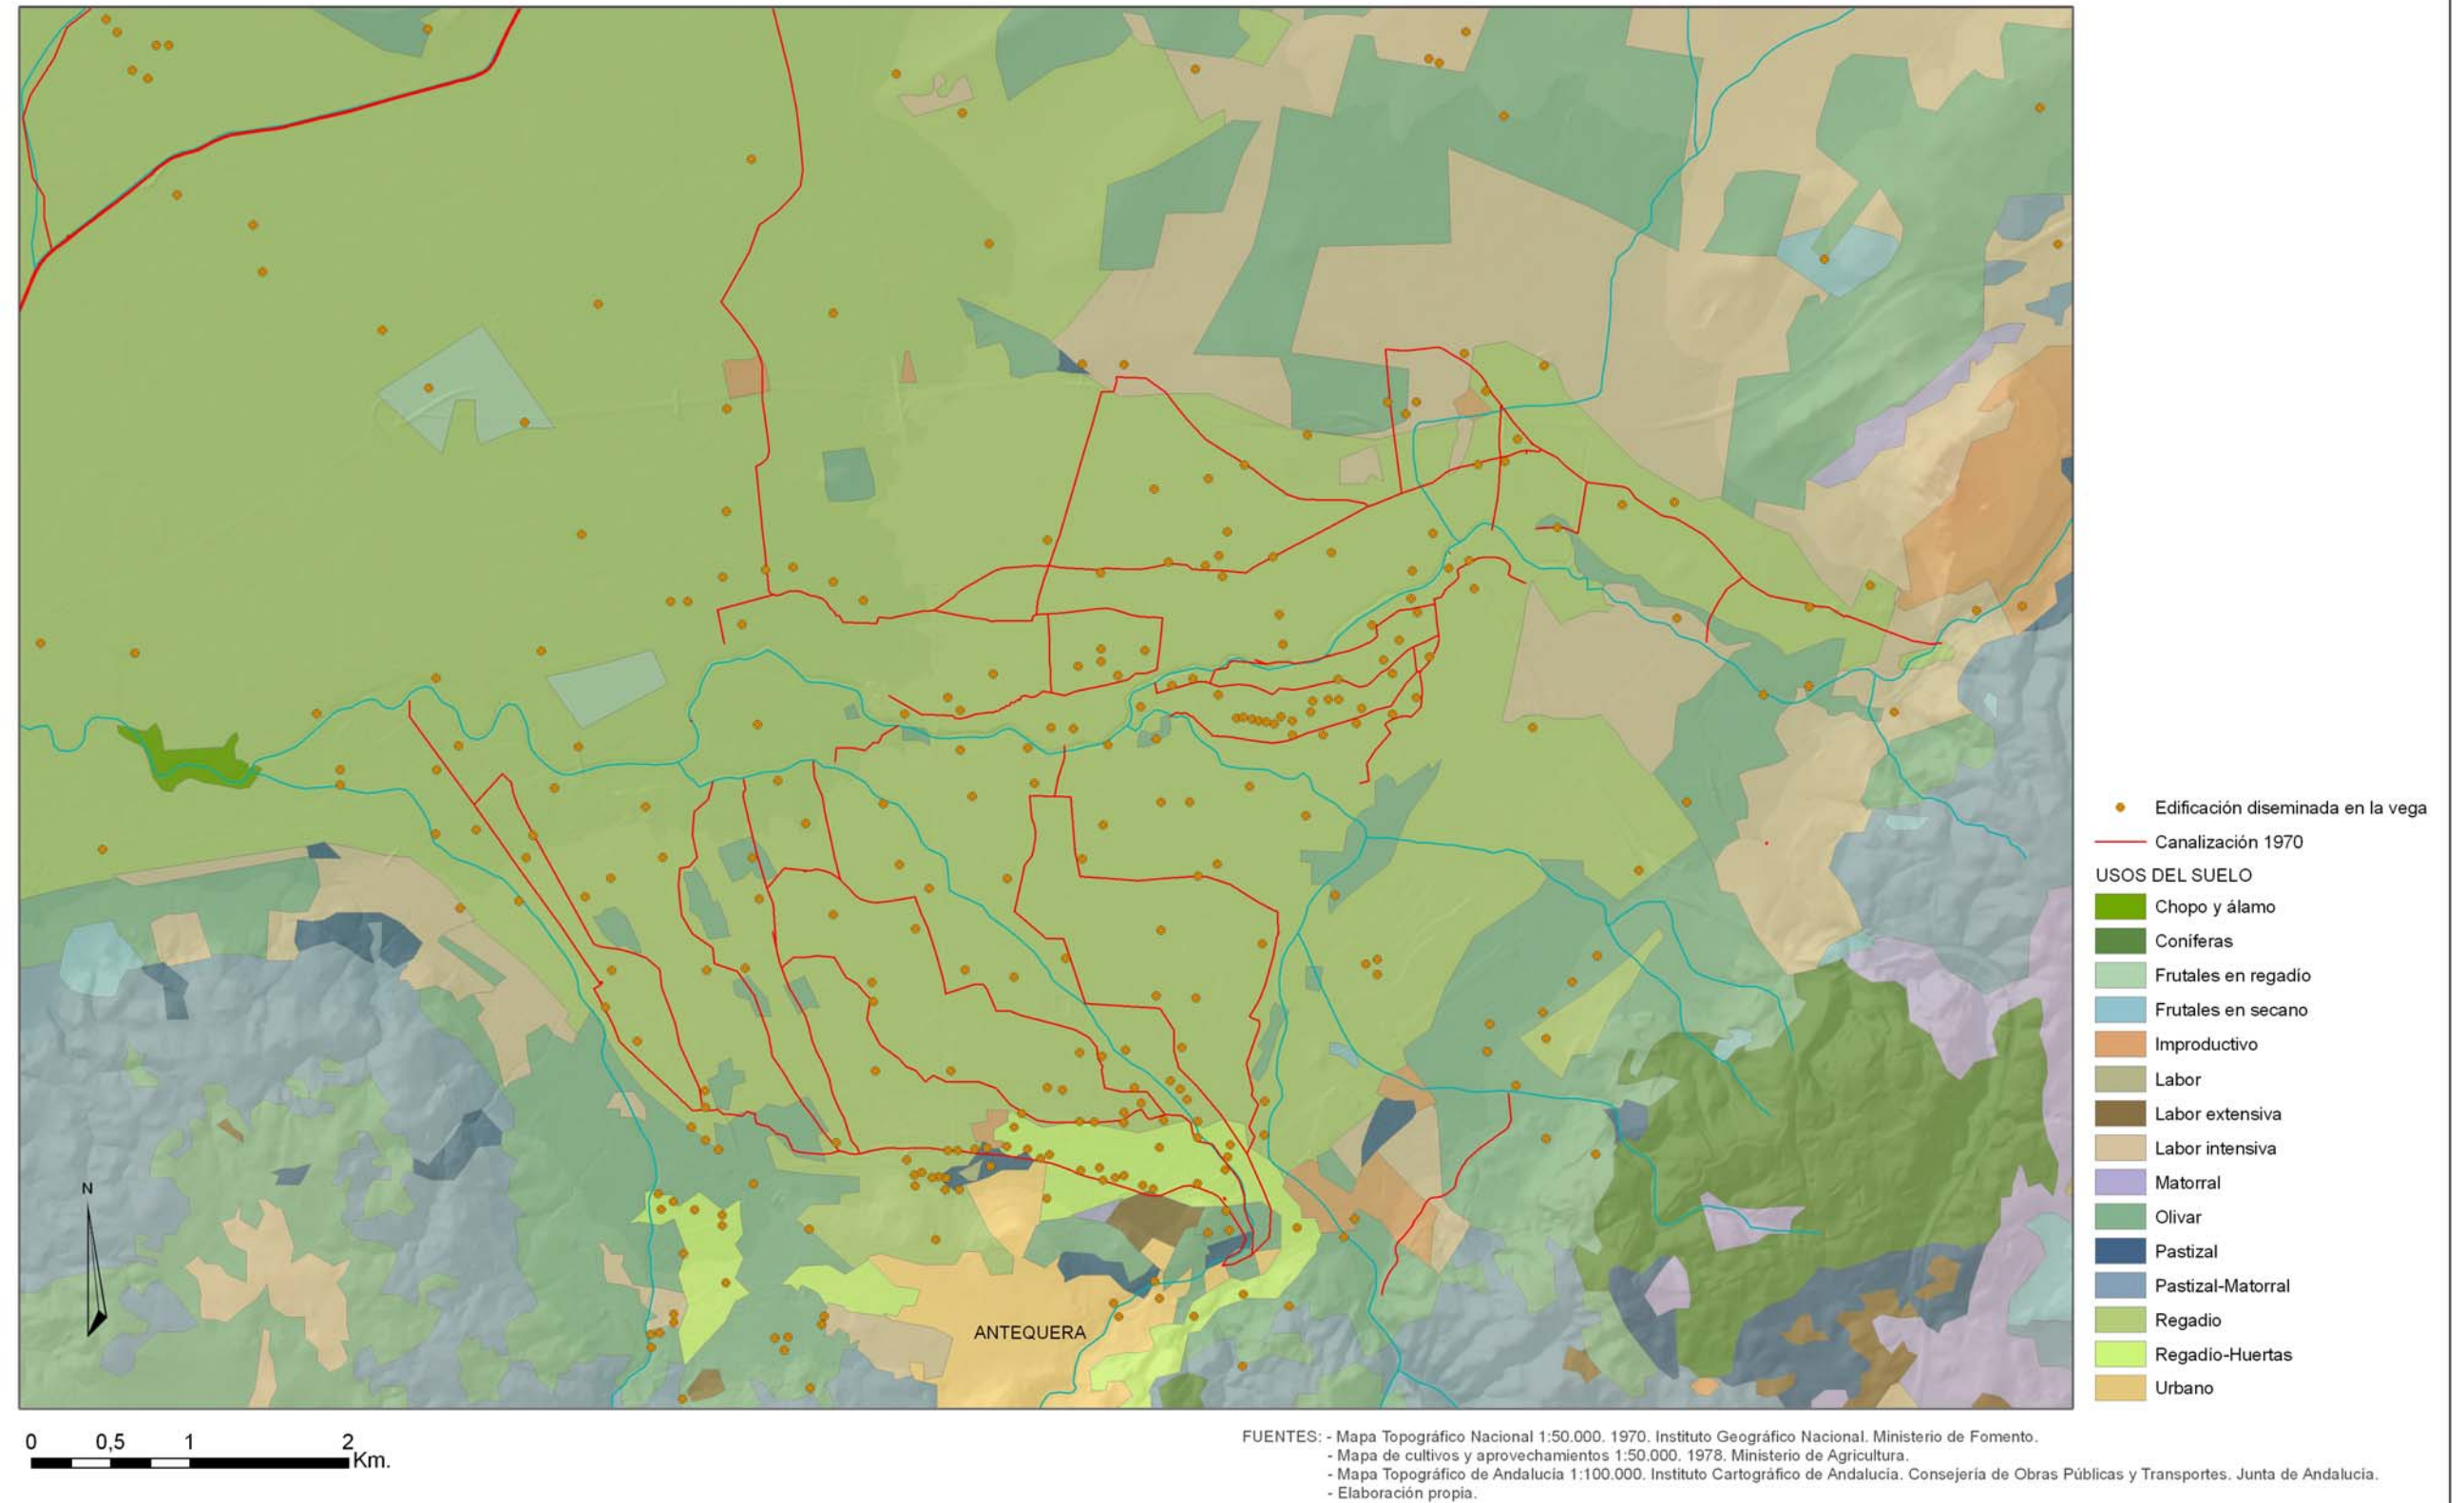 Edificación diseminada en la vega
Canalización 1970
USOS DEL SUELO
Chopo y álamo
Coníferas
Frutales en regadío
Frutales en secano
Improductivo
Labor
Labor extensiva
Labor intensiva
Matorral
Olivar
Pastizal
Pastizal-Matorral
Regadio
Regadío-Huertas
Urbano
N
ANTEQUERA
0 0,5 1 2
Km.
FUENTES: - Mapa Topográfico Nacional 1:50.000. 1970. Instituto Geográfico Nacional. Ministerio de Fomento.
- Mapa de cultivos y aprovechamientos 1:50.000. 1978. Ministerio de Agricultura.
- Mapa Topográfico de Andalucía 1:100.000. Instituto Cartográfico de Andalucía. Consejería de Obras Públicas y Transportes. Junta de Andalucia.
- Elaboración propia.